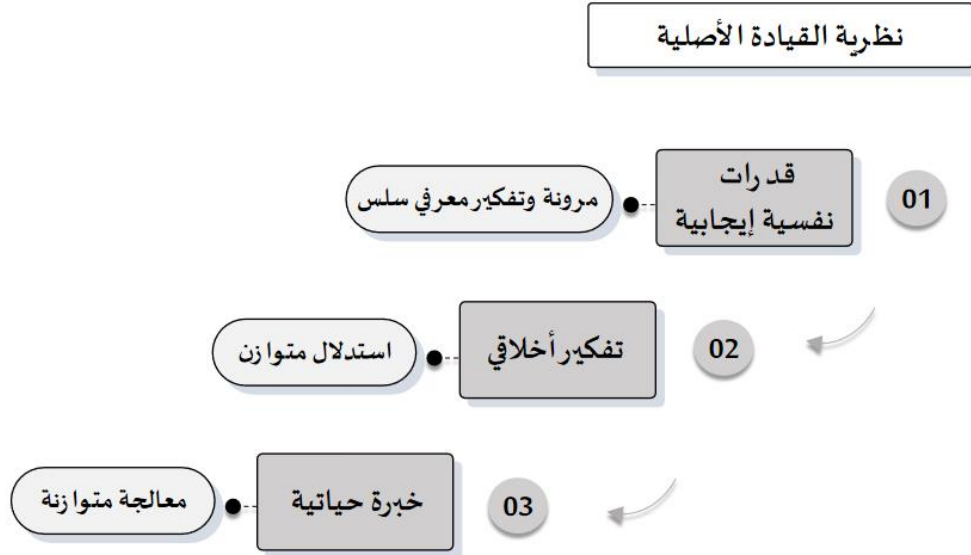 نظرية القيادة الأصلية
01
قدرات
نفسية إيجابية
مرونة وتفكير معرفي سلس
02
تفكير أخلاقي
استدلال متوازن
03
خبرة حياتية
معالجة متوازنة